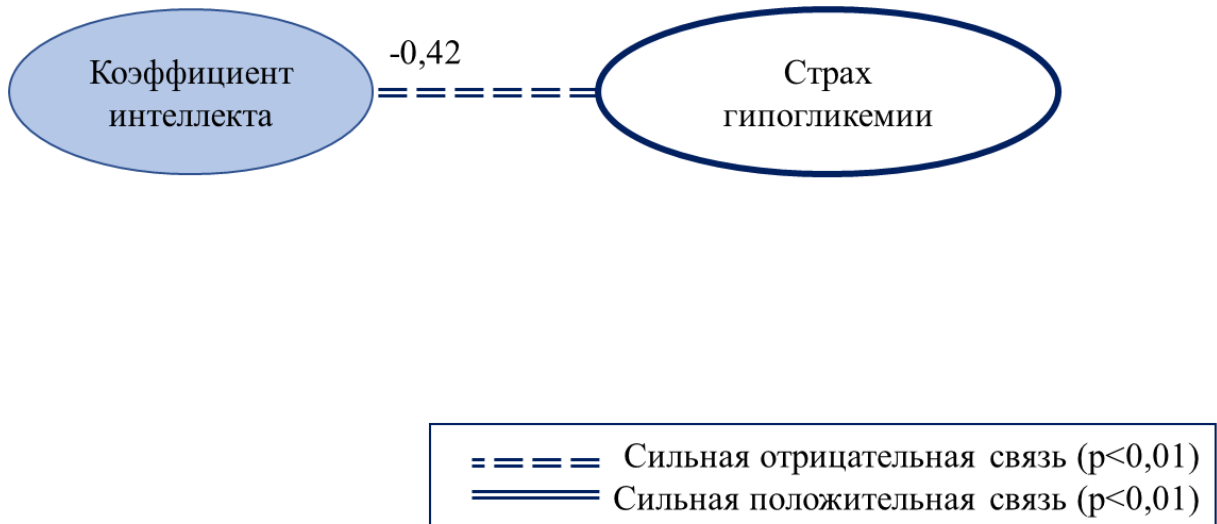 Коэффициент
интеллекта
-0,42
Страх
гипогликемии
Сильная отрицательная связь (p<0,01)
Сильная положительная связь (p<0,01)